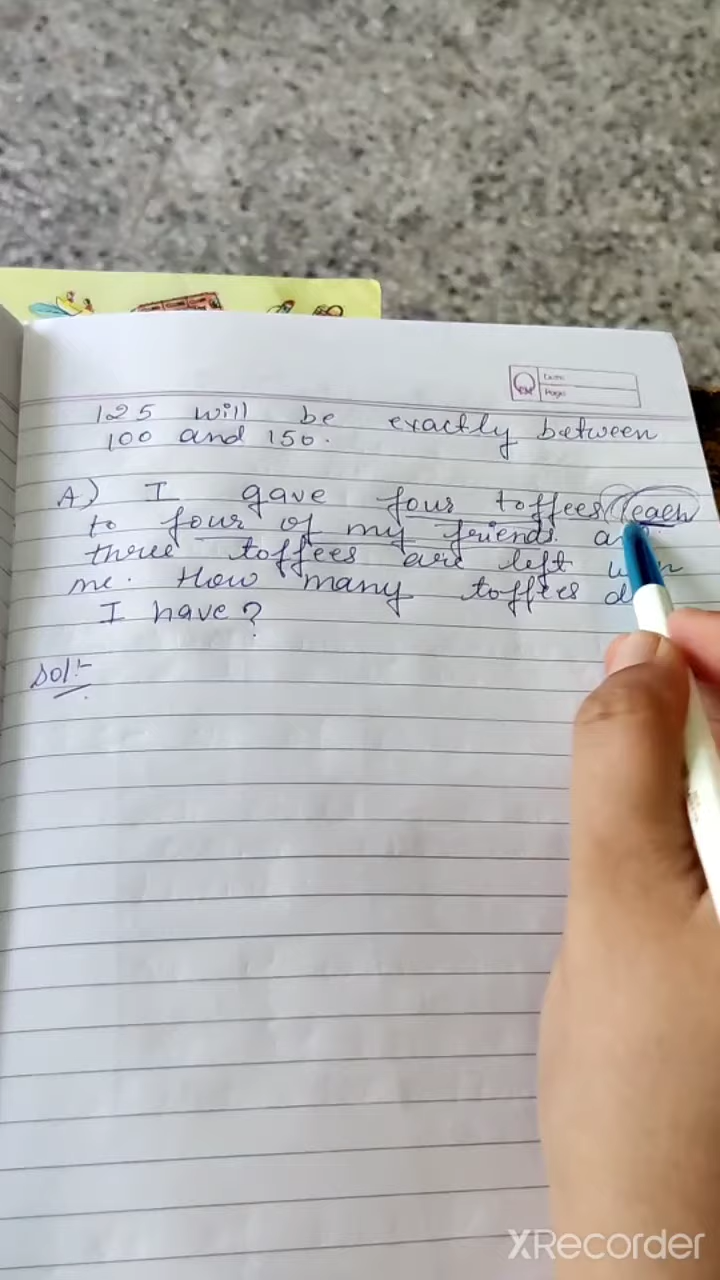 125 will be exactly between
100 and 150.
A) I gave four toffees each
to four of my friends
three toffees are left
me. How many toffees
I have?
Sol:-
Date:
Page:
XRecorder